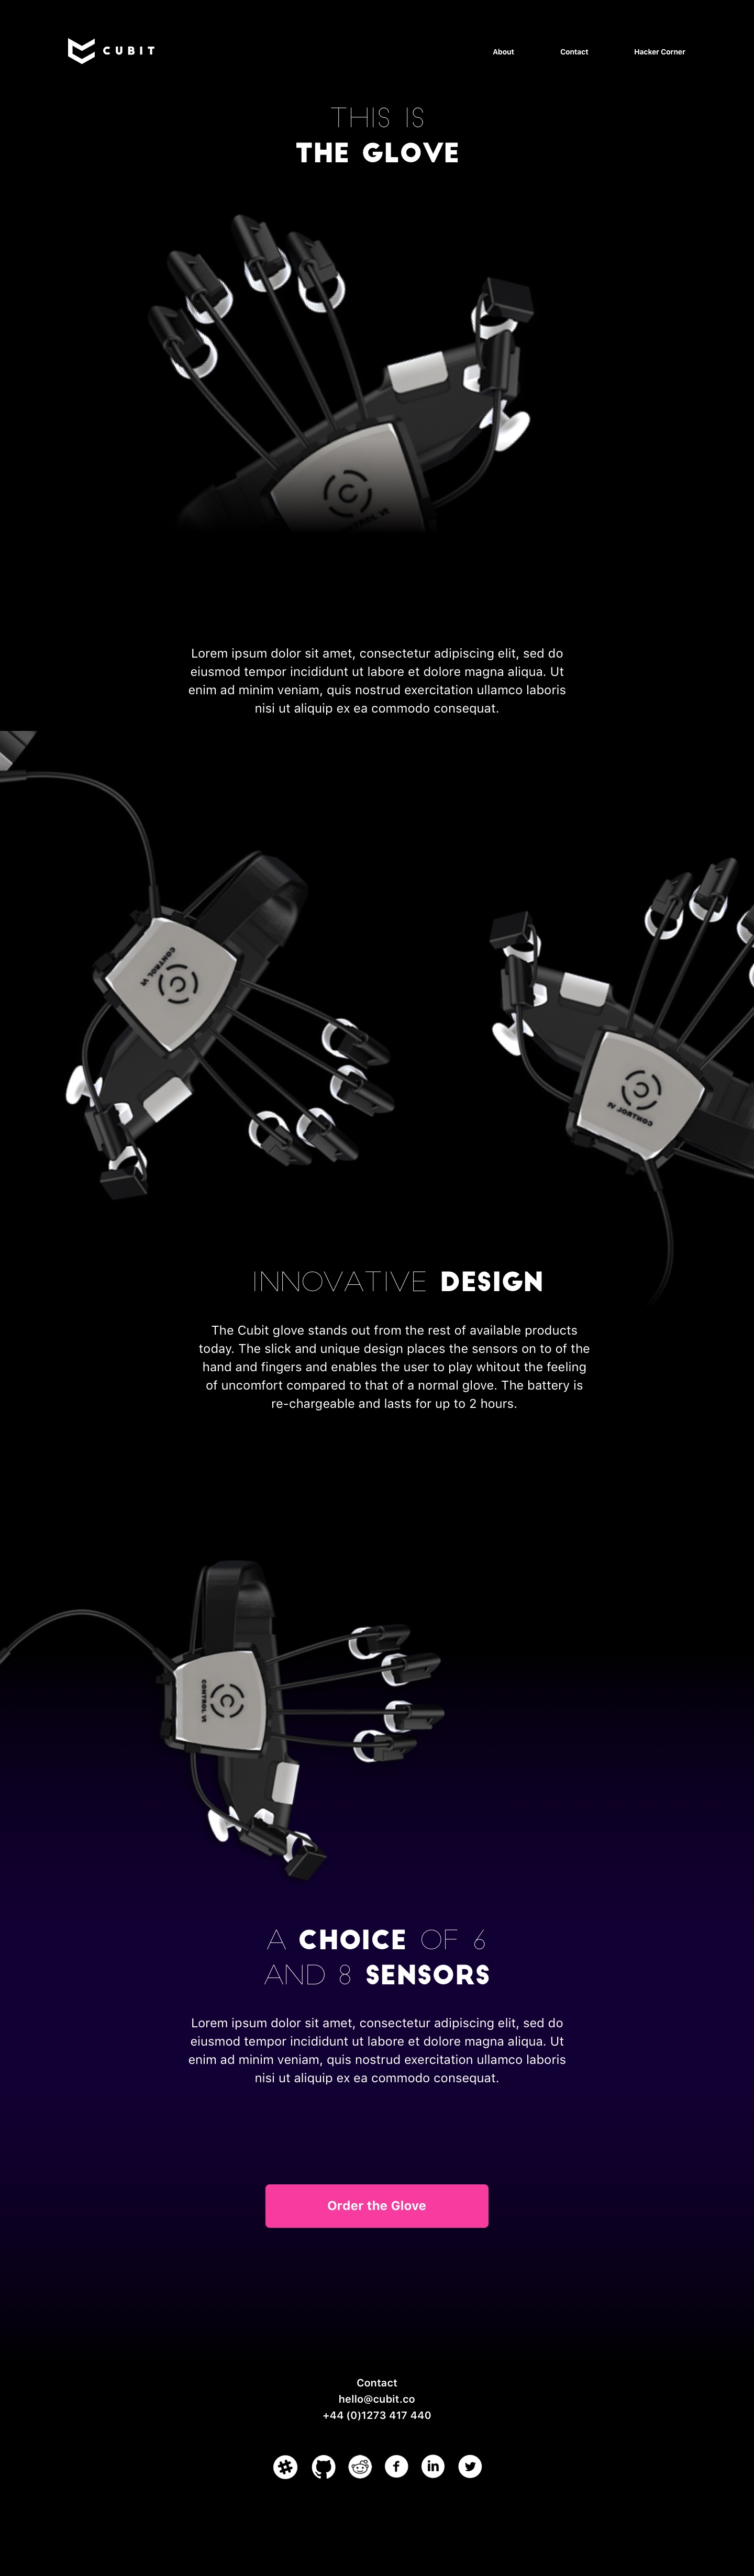 CUBIT
About Contact Hacker Corner
THIS IS
THE GLOVE
CONTROL VR
Lorem ipsum dolor sit amet, consectetur adipiscing elit, sed do
eiusmod tempor incididunt ut labore et dolore magna aliqua. Ut
enim ad minim veniam, quis nostrud exercitation ullamco laboris
nisi ut aliquip ex ea commodo consequat.
CONTROL VR
CONTROL VR
INNOVATIVE DESIGN
The Cubit glove stands out from the rest of available products
today. The slick and unique design places the sensors on to of the
hand and fingers and enables the user to play whitout the feeling
of uncomfort compared to that of a normal glove. The battery is
re-chargeable and lasts for up to 2 hours.
CONTROL VR
A CHOICE OF 6
AND 8 SENSORS
Lorem ipsum dolor sit amet, consectetur adipiscing elit, sed do
eiusmod tempor incididunt ut labore et dolore magna aliqua. Ut
enim ad minim veniam, quis nostrud exercitation ullamco laboris
nisi ut aliquip ex ea commodo consequat.
Order the Glove
Contact
hello@cubit.co
+44 (0)1273 417 440